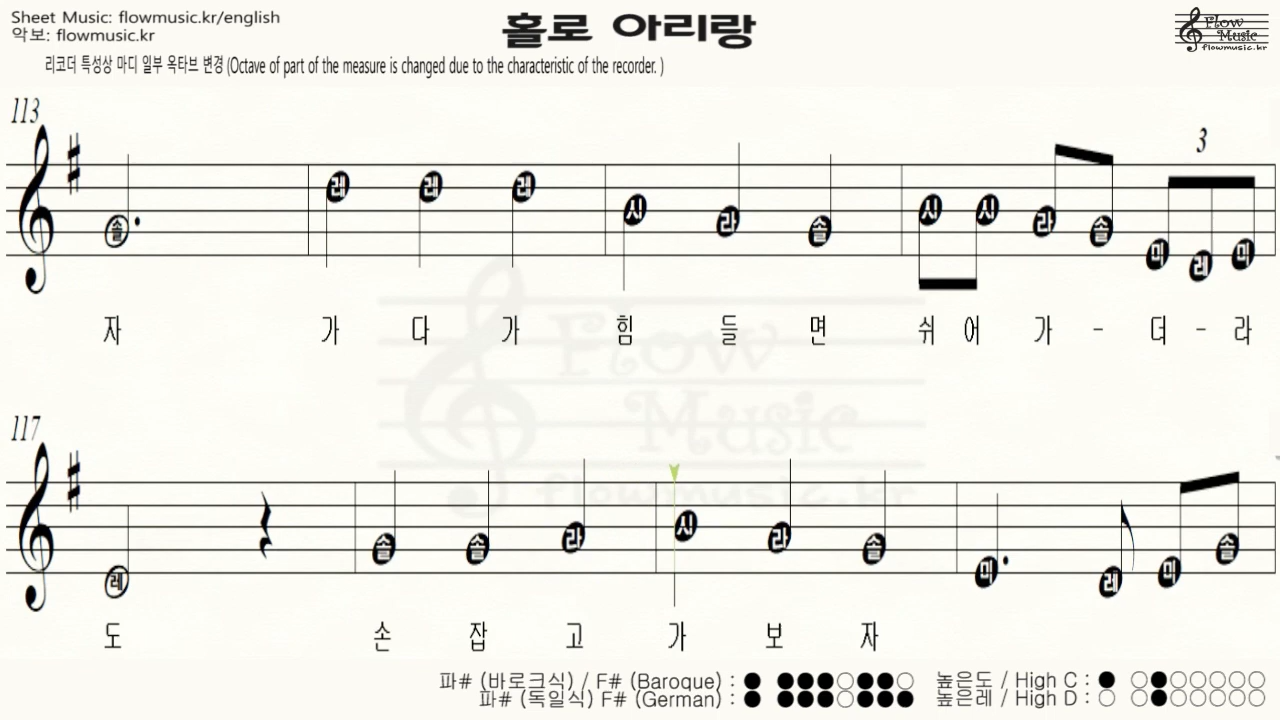 Sheet Music: flowmusic.kr/english
악보: flowmusic.kr
홀로 아리랑
Flow Music
flowmusic.kr
리코더 특성상 마디 일부 옥타브 변경(Octave of part of the measure is changed due to the characteristic of the recorder. )
113
3
솔 레 레 레 시 라 솔 시 시 라 솔 미 레 미
자 가 다 가 힘 들 면 쉬 어 가 - 더 - 라
Flow
Music
flowmusic.kr
117
레 솔 솔 라 시 라 솔 미 레 미 솔
도 손 잡 고 가 보 자
파# (바로크식) / F# (Baroque) :
파# (독일식) F# (German) :
높은도 / High C :
높은레 / High D :